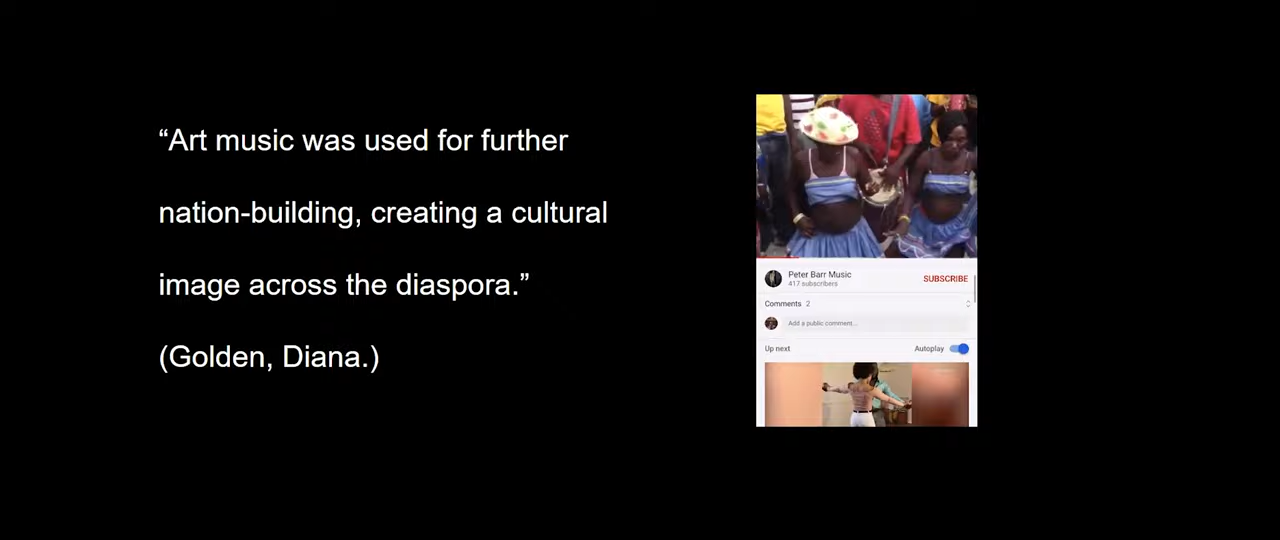 “Art music was used for further
nation-building, creating a cultural
image across the diaspora.”
(Golden, Diana.)
Peter Barr Music
417 subscribers
SUBSCRIBE
Comments 2
Add a public comment...
Up next
Autoplay